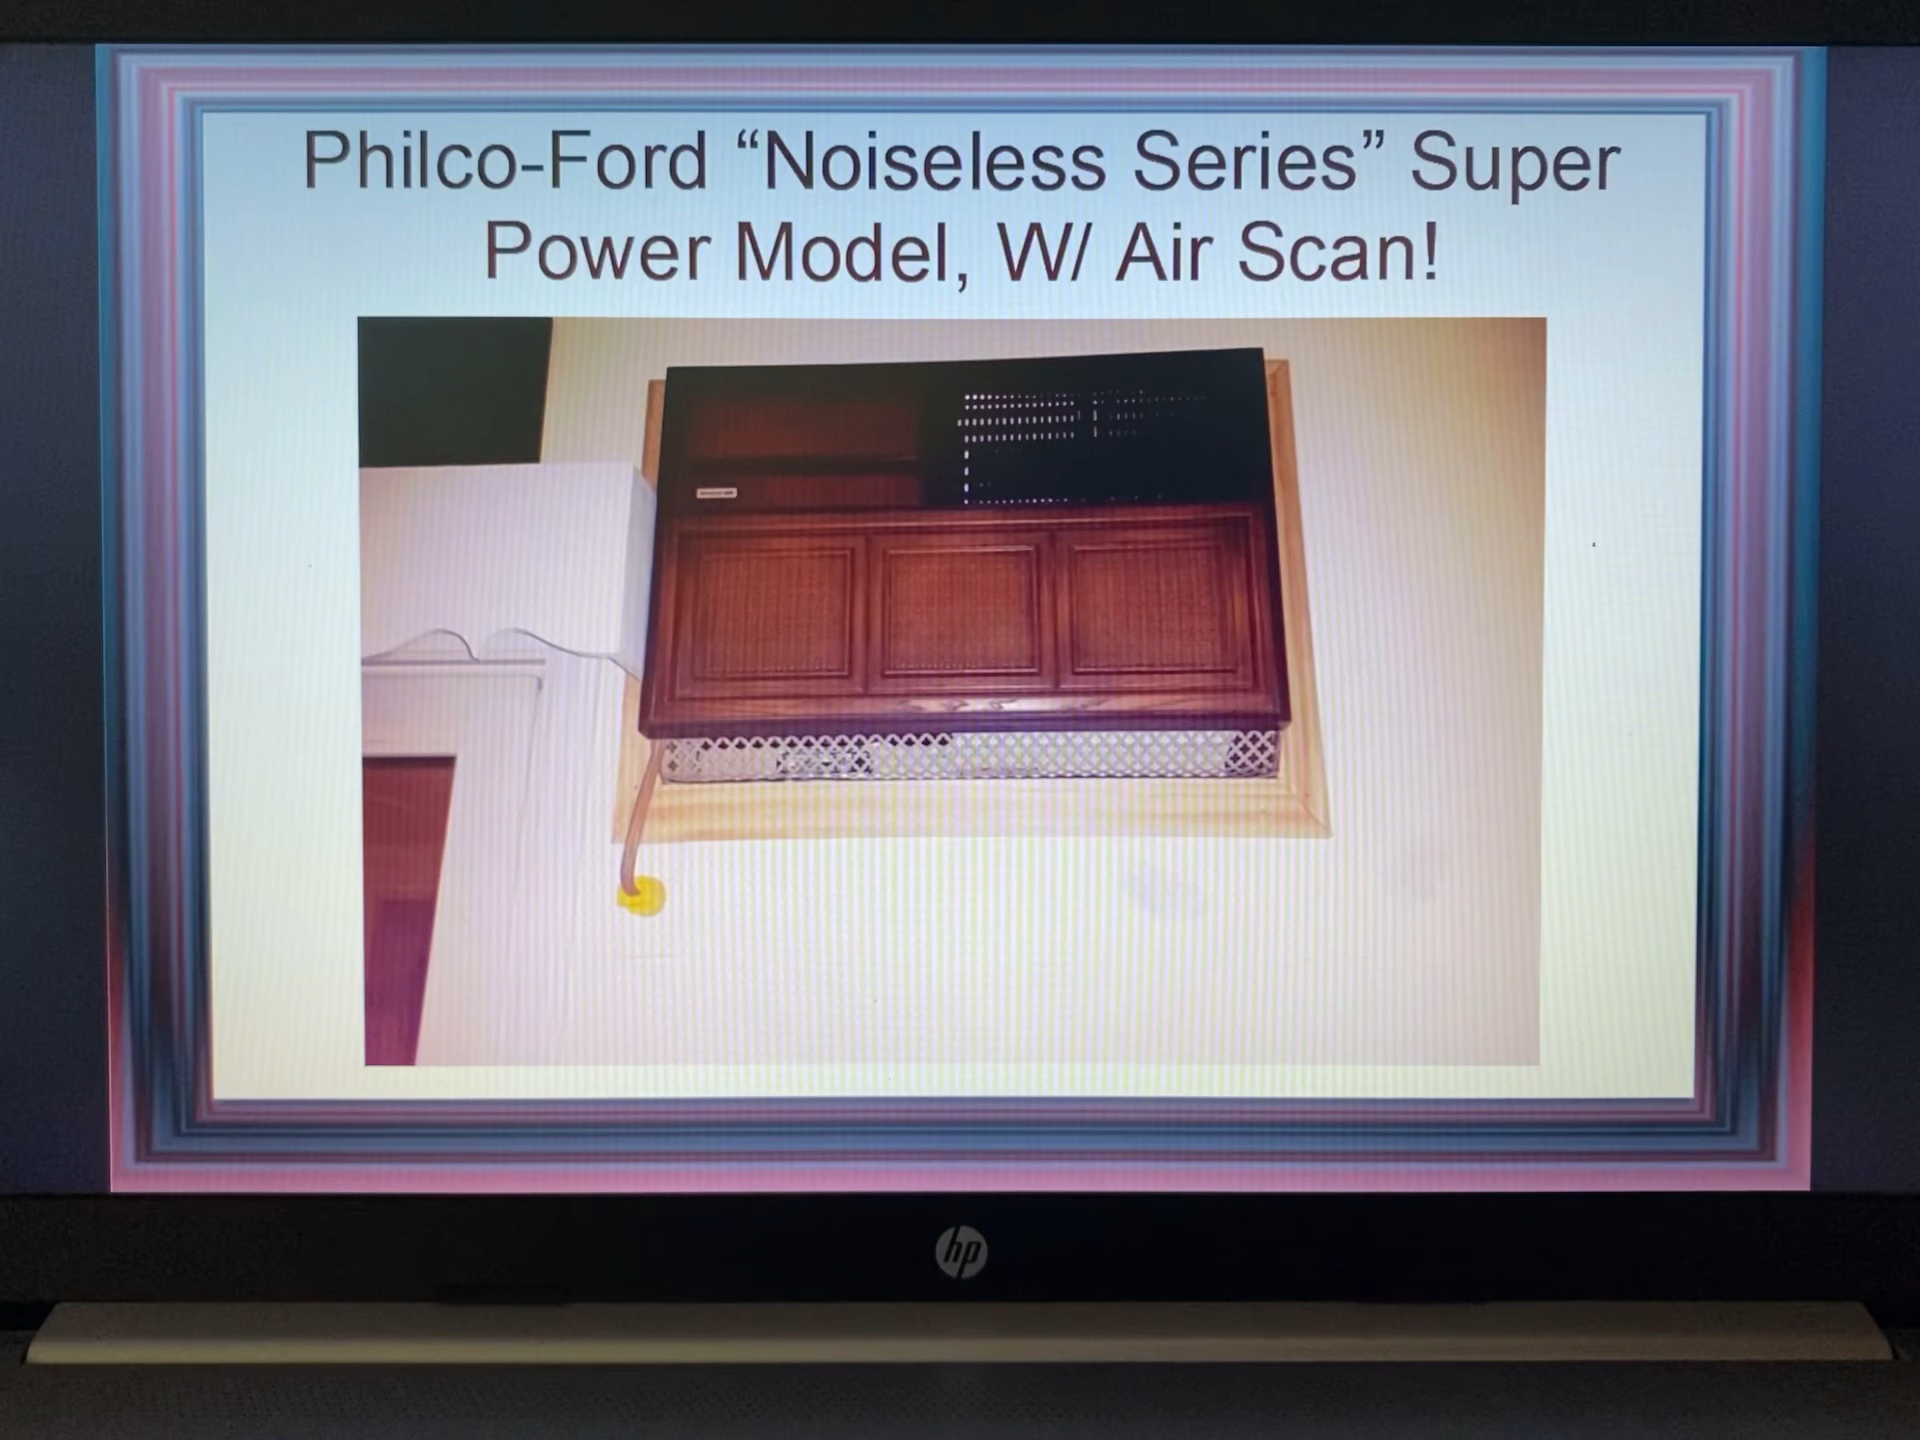 Philco-Ford “Noiseless Series” Super
Power Model, W/ Air Scan!
hp